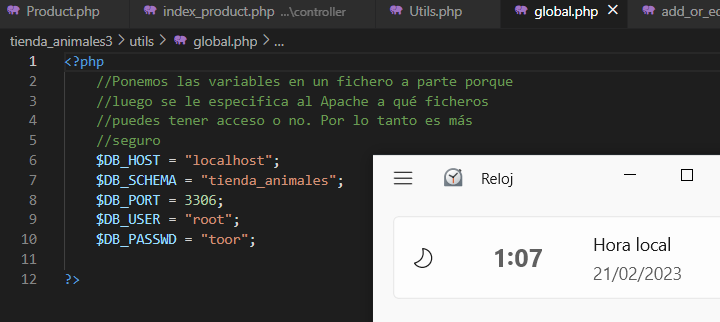 Product.php index_product.php ...\controller Utils.php global.php add_or_ec
tienda_animales3 > utils > global.php > ...
1 <?php
2 //Ponemos las variables en un fichero a parte porque
3 //luego se le especifica al Apache a qué ficheros
4 //puedes tener acceso o no. Por lo tanto es más
5 //seguro
6 $DB_HOST = "localhost";
7 $DB_SCHEMA = "tienda_animales";
8 $DB_PORT = 3306;
9 $DB_USER = "root";
10 $DB_PASSWD = "toor";
11
12 ?>
Reloj
1:07
Hora local
21/02/2023